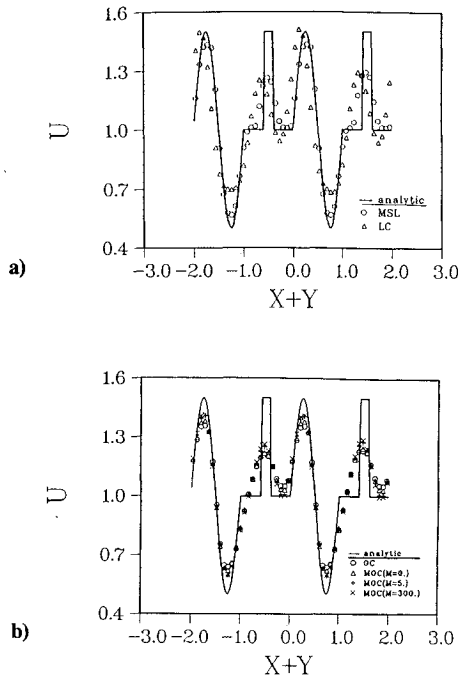 1.6
1.3
1.0
0.7
0.4
U
analytic
MSL
LC
-3.0 -2.0 -1.0 0.0 1.0 2.0 3.0
a)
X+Y
1.6
1.3
1.0
0.7
0.4
U
analytic
OC
MOC(M=0.)
MOC(M=5.)
MOC(M=300.)
-3.0 -2.0 -1.0 0.0 1.0 2.0 3.0
b)
X+Y